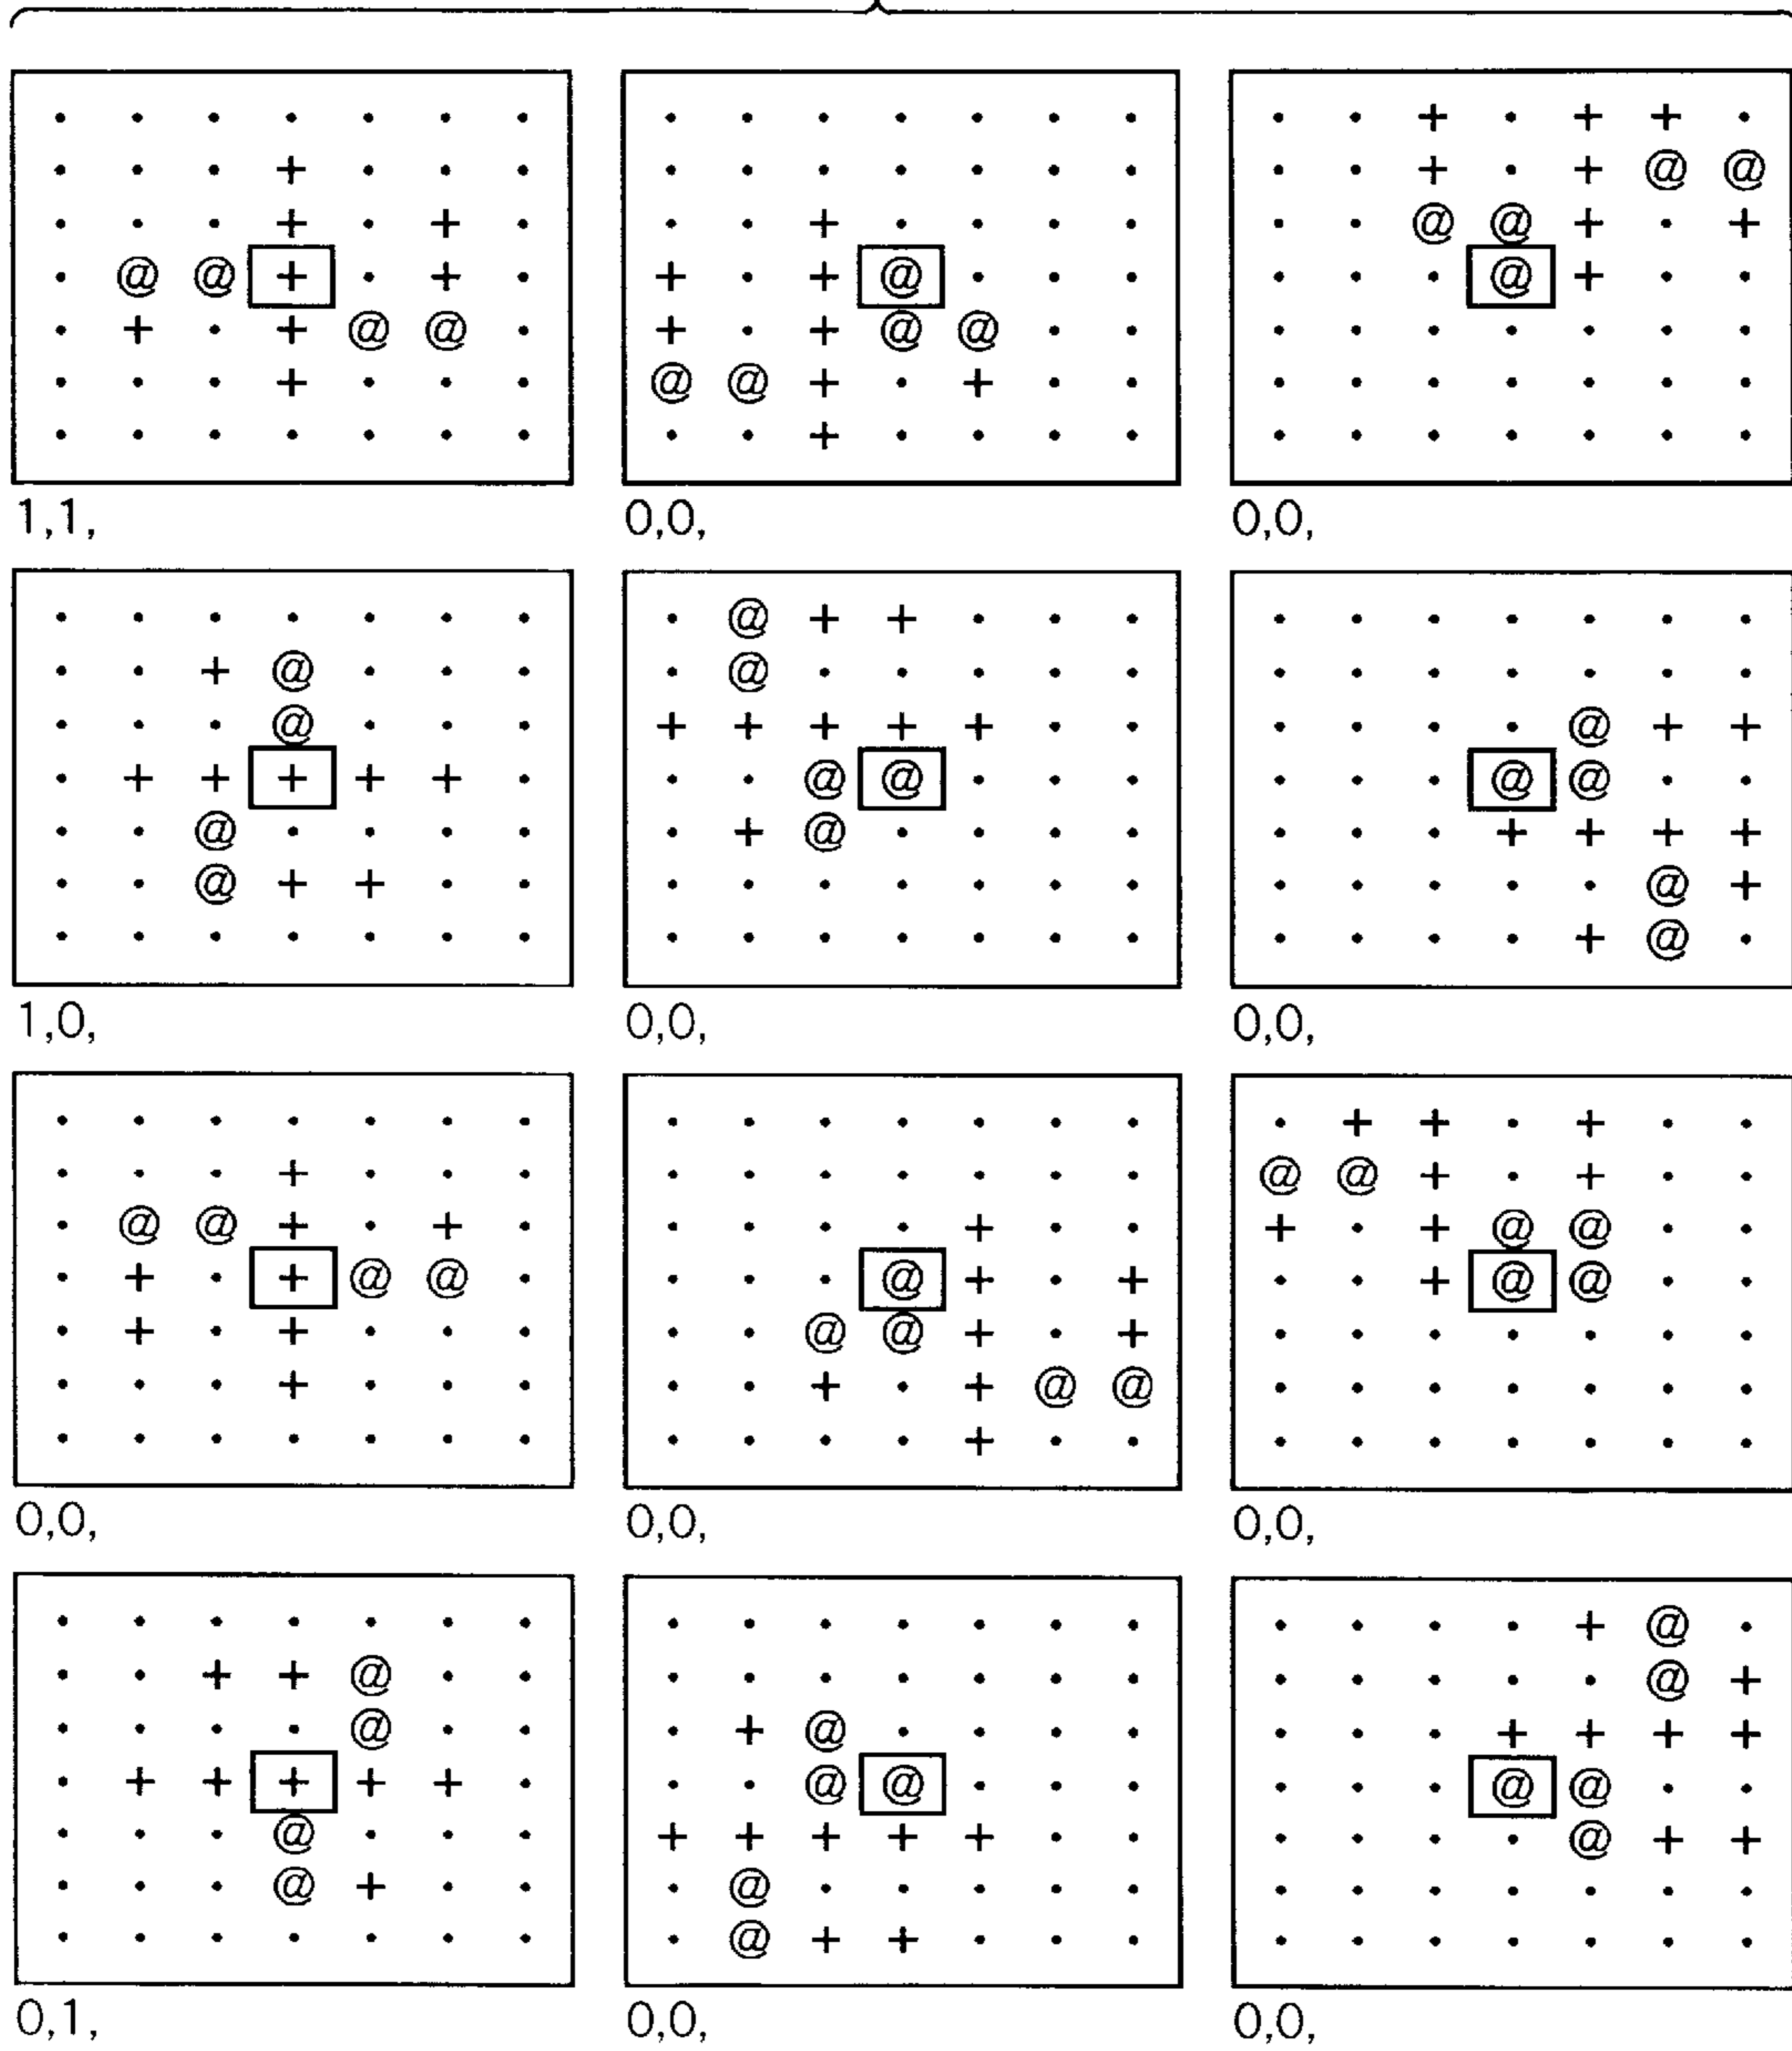 . . . . . . .
. . . + . . .
. . . + . + .
. @ @ + . + .
. + . + @ @ .
. . . + . . .
. . . . . . .
1,1,
. . . . . . .
. . . . . . .
. . + . . . .
+ . + @ . . .
+ . + @ @ . .
@ @ + . + . .
. . + . . . .
0,0,
. . + . + + .
. . + . + @ @
. . @ @ + . +
. . . @ + . .
. . . . . . .
. . . . . . .
. . . . . . .
0,0,
. . . . . . .
. . + @ . . .
. . . @ . . .
. + + + + + .
. . @ . . . .
. . @ + + . .
. . . . . . .
1,0,
. @ + + . . .
. @ . . . . .
+ + + + + . .
. . @ @ . . .
. + @ . . . .
. . . . . . .
. . . . . . .
0,0,
. . . . . . .
. . . . . . .
. . . . @ + +
. . . @ @ . .
. . . + + + +
. . . . . @ +
. . . . + @ .
0,0,
. . . . . . .
. . . + . . .
. @ @ + . + .
. + . + @ @ .
. + . + . . .
. . . + . . .
. . . . . . .
0,0,
. . . . . . .
. . . . . . .
. . . . + . .
. . . @ + . +
. . @ @ + . +
. . + . + @ @
. . . . + . .
0,0,
. + + . + . .
@ @ + . + . .
+ . + @ @ . .
. . + @ @ . .
. . . . . . .
. . . . . . .
. . . . . . .
0,0,
. . . . . . .
. . + + @ . .
. . . . @ . .
. + + + + + .
. . . @ . . .
. . . @ + . .
. . . . . . .
0,1,
. . . . . . .
. . . . . . .
. + @ . . . .
. . @ @ . . .
+ + + + + . .
. @ . . . . .
. @ + + . . .
0,0,
. . . . + @ .
. . . . . @ +
. . . + + + +
. . . @ @ . .
. . . . @ + +
. . . . . . .
. . . . . . .
0,0,